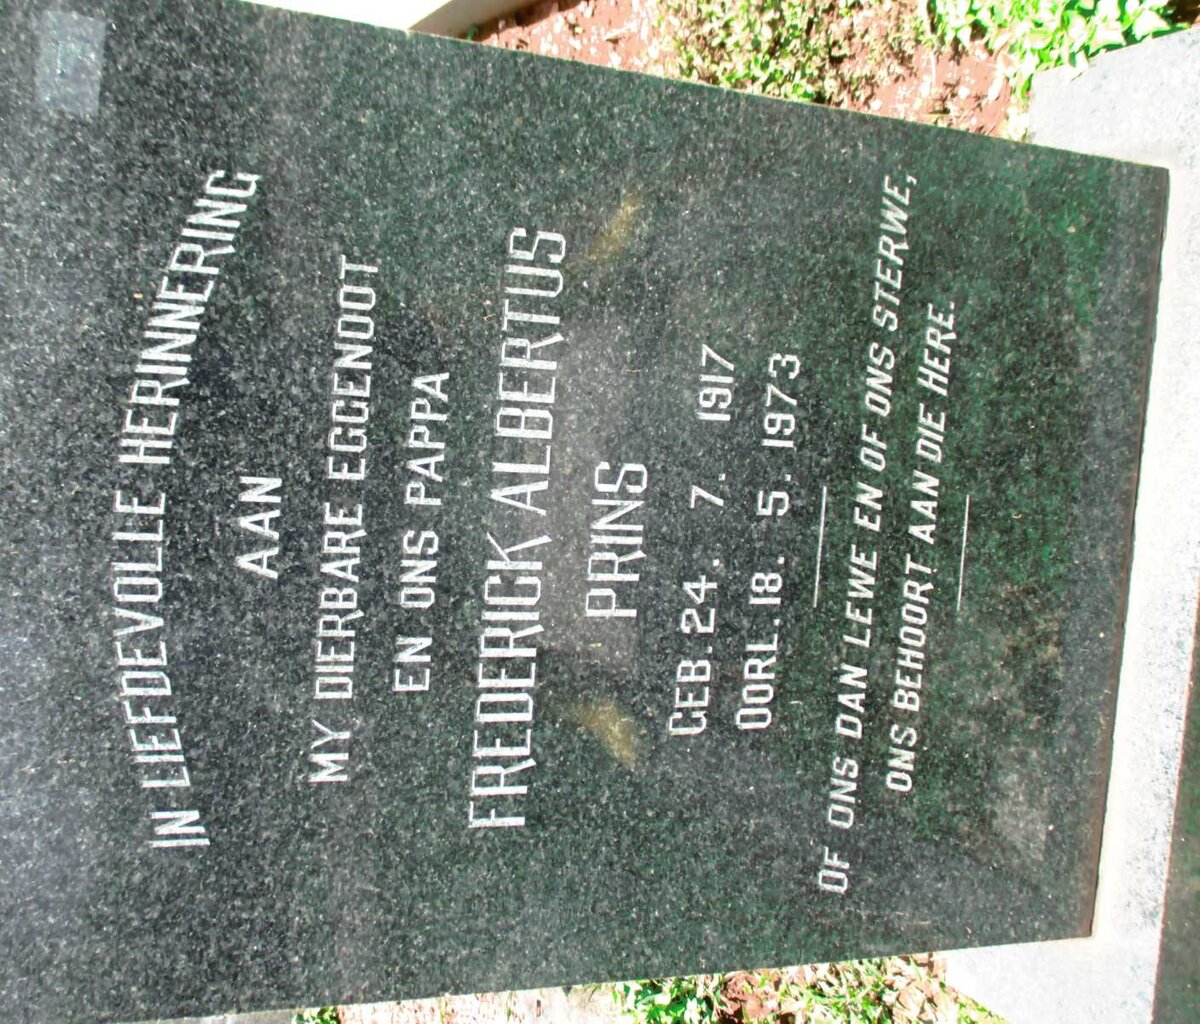 IN LIEFDEVOLLE HERINNERING
AAN
MY DIERBARE EGGENOOT
EN ONS PAPPA
FREDERICK ALBERTUS
PRINS
GEB. 24. 7. 1917
OORL. 18. 5. 1973
OF ONS DAN LEWE EN OF ONS STERWE,
ONS BEHOORT AAN DIE HERE.